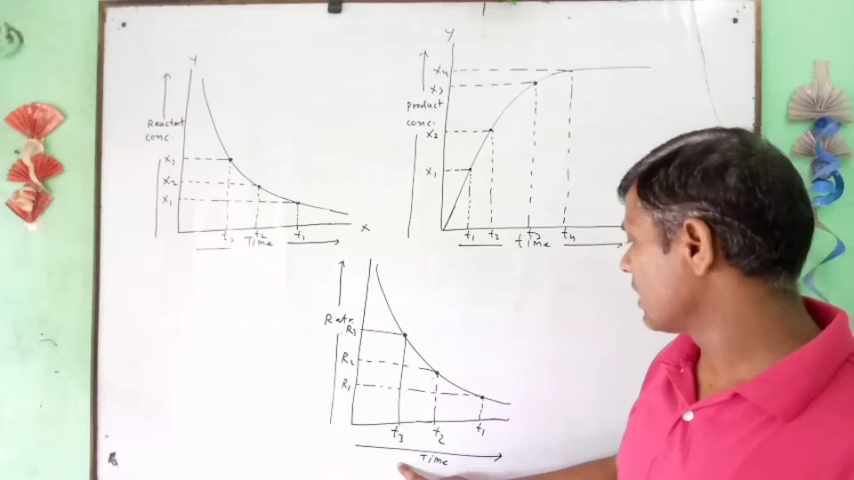 Y
Reactant
conc.
X3
X2
X1
t3 t2 t1
Time
X
Y
X4
X3
product
conc.
X2
X1
t1 t2 t3 t4
time
Rate
R3
R2
R1
t3 t2 t1
Time